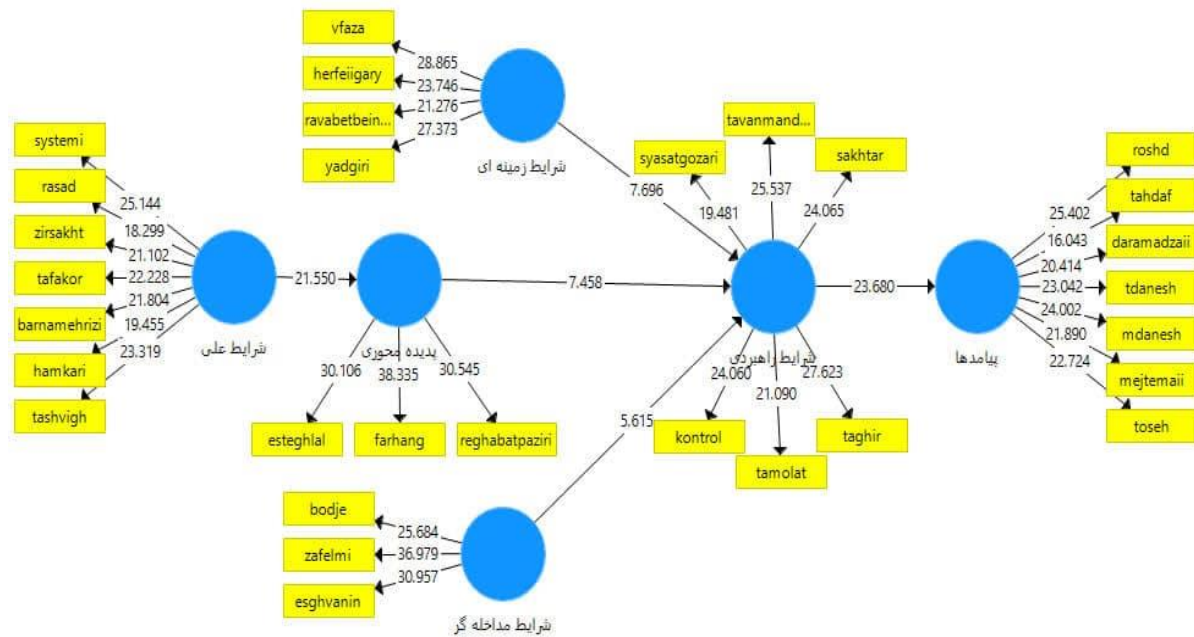 vfaza
herfeiigary
ravabetbein...
yadgiri
28.865
23.746
21.276
27.373
شرایط زمینه ای
7.696
systemi
rasad
zirsakht
tafakor
barnamehrizi
hamkari
tashvigh
25.144
18.299
21.102
22.228
21.804
19.455
23.319
شرایط علی
21.550
پدیده محوری
30.106
38.335
30.545
esteghlal
farhang
reghabatpaziri
7.458
bodje
zafelmi
esghvanin
25.684
36.979
30.957
شرایط مداخله گر
5.615
syasatgozari
tavanmand...
sakhtar
19.481
25.537
24.065
شرایط راهبردی
24.060
21.090
27.623
kontrol
tamolat
taghir
23.680
پیامدها
25.402
16.043
20.414
23.042
24.002
21.890
22.724
roshd
tahdaf
daramadzaii
tdanesh
mdanesh
mejtemaii
toseh